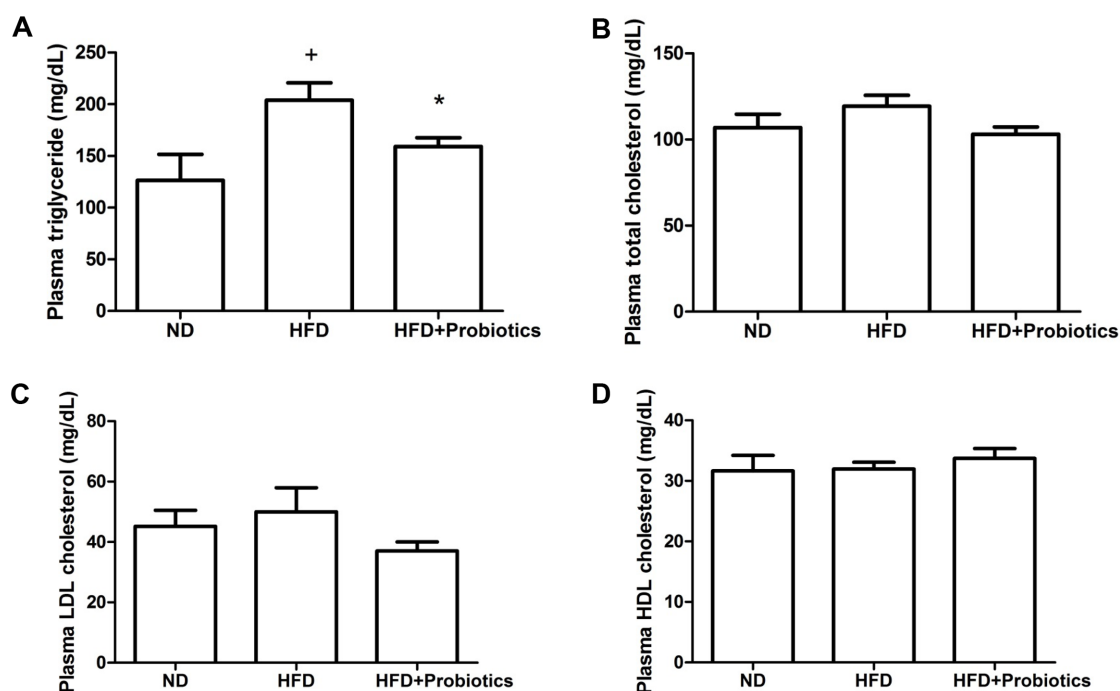 A
Plasma triglyceride (mg/dL)
250
200
150
100
50
0
+
*
ND
HFD
HFD+Probiotics
B
Plasma total cholesterol (mg/dL)
150
100
50
0
ND
HFD
HFD+Probiotics
C
Plasma LDL cholesterol (mg/dL)
80
60
40
20
0
ND
HFD
HFD+Probiotics
D
Plasma HDL cholesterol (mg/dL)
40
30
20
10
0
ND
HFD
HFD+Probiotics